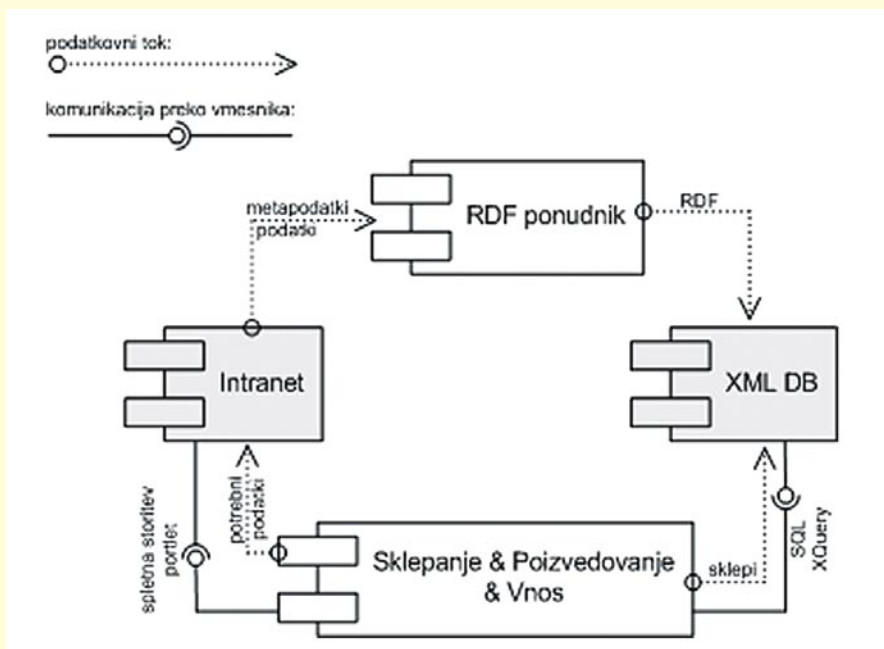 podatkovni tok:
komunikacija preko vmesnika:
metapodatki
podatki
RDF ponudnik
RDF
Intranet
XML DB
spletna storitev
portlet
potrebni
podatki
Sklepanje & Poizvedovanje
& Vnos
sklepi
SQL
XQuery